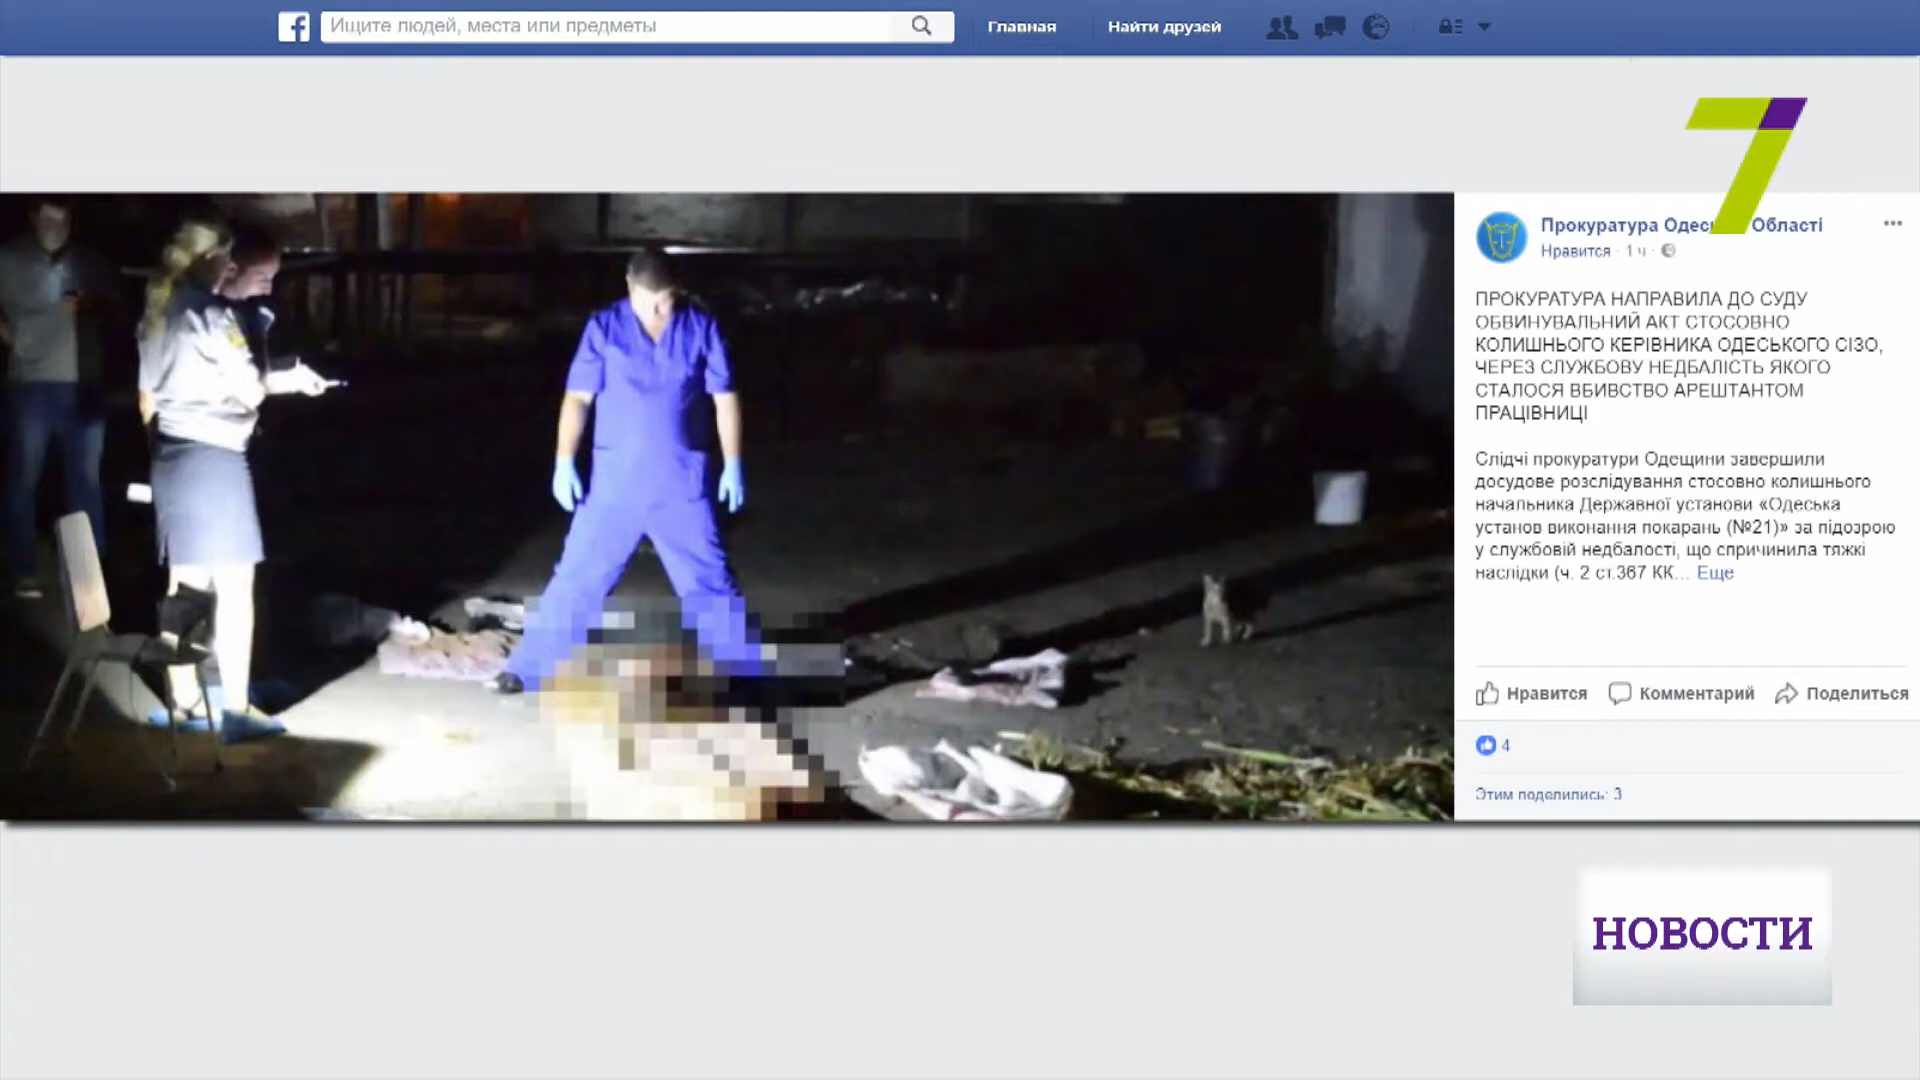 Ищите людей, места или предметы
Главная
Найти друзей
7
Прокуратура Області
Нравится · 1 ч ·
ПРОКУРАТУРА НАПРАВИЛА ДО СУДУ
ОБВИНУВАЛЬНИЙ АКТ СТОСОВНО
КОЛИШНЬОГО КЕРІВНИКА ОДЕСЬКОГО СІЗО,
ЧЕРЕЗ СЛУЖБОВУ НЕДБАЛІСТЬ ЯКОГО
СТАЛОСЯ ВБИВСТВО АРЕШТАНТОМ
ПРАЦІВНИЦІ
Слідчі прокуратури Одещини завершили
досудове розслідування стосовно колишнього
начальника Державної установи «Одеська
установ виконання покарань (№21)» за підозрою
у службовій недбалості, що спричинила тяжкі
наслідки (ч. 2 ст.367 КК... Еще
Нравится Комментарий Поделиться
4
Этим поделились: 3
НОВОСТИ